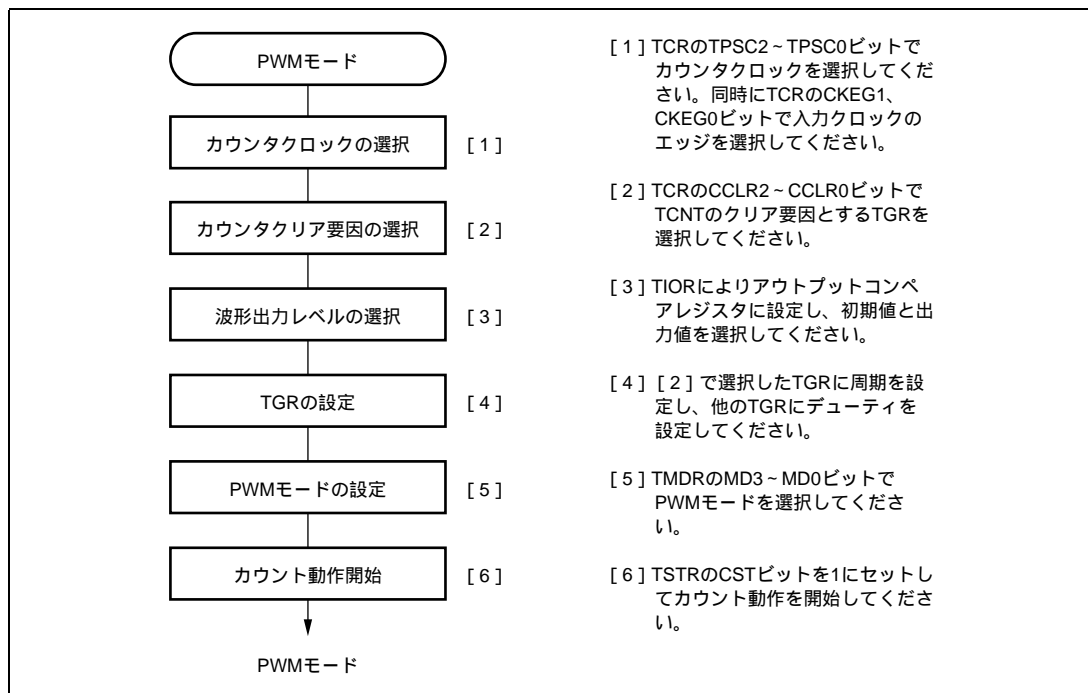 PWMモード
カウンタクロックの選択 [ 1 ]
カウンタクリア要因の選択 [ 2 ]
波形出力レベルの選択 [ 3 ]
TGRの設定 [ 4 ]
PWMモードの設定 [ 5 ]
カウント動作開始 [ 6 ]
PWMモード
[ 1 ] TCRのTPSC2~TPSC0ビットで
カウンタクロックを選択してくだ
さい。同時にTCRのCKEG1、
CKEG0ビットで入力クロックの
エッジを選択してください。
[ 2 ] TCRのCCLR2~CCLR0ビットで
TCNTのクリア要因とするTGRを
選択してください。
[ 3 ] TIORによりアウトプットコンペ
アレジスタに設定し、初期値と出
力値を選択してください。
[ 4 ] [ 2 ] で選択したTGRに周期を設
定し、他のTGRにデューティを
設定してください。
[ 5 ] TMDRのMD3~MD0ビットで
PWMモードを選択してくださ
い。
[ 6 ] TSTRのCSTビットを1にセットし
てカウント動作を開始してくださ
い。